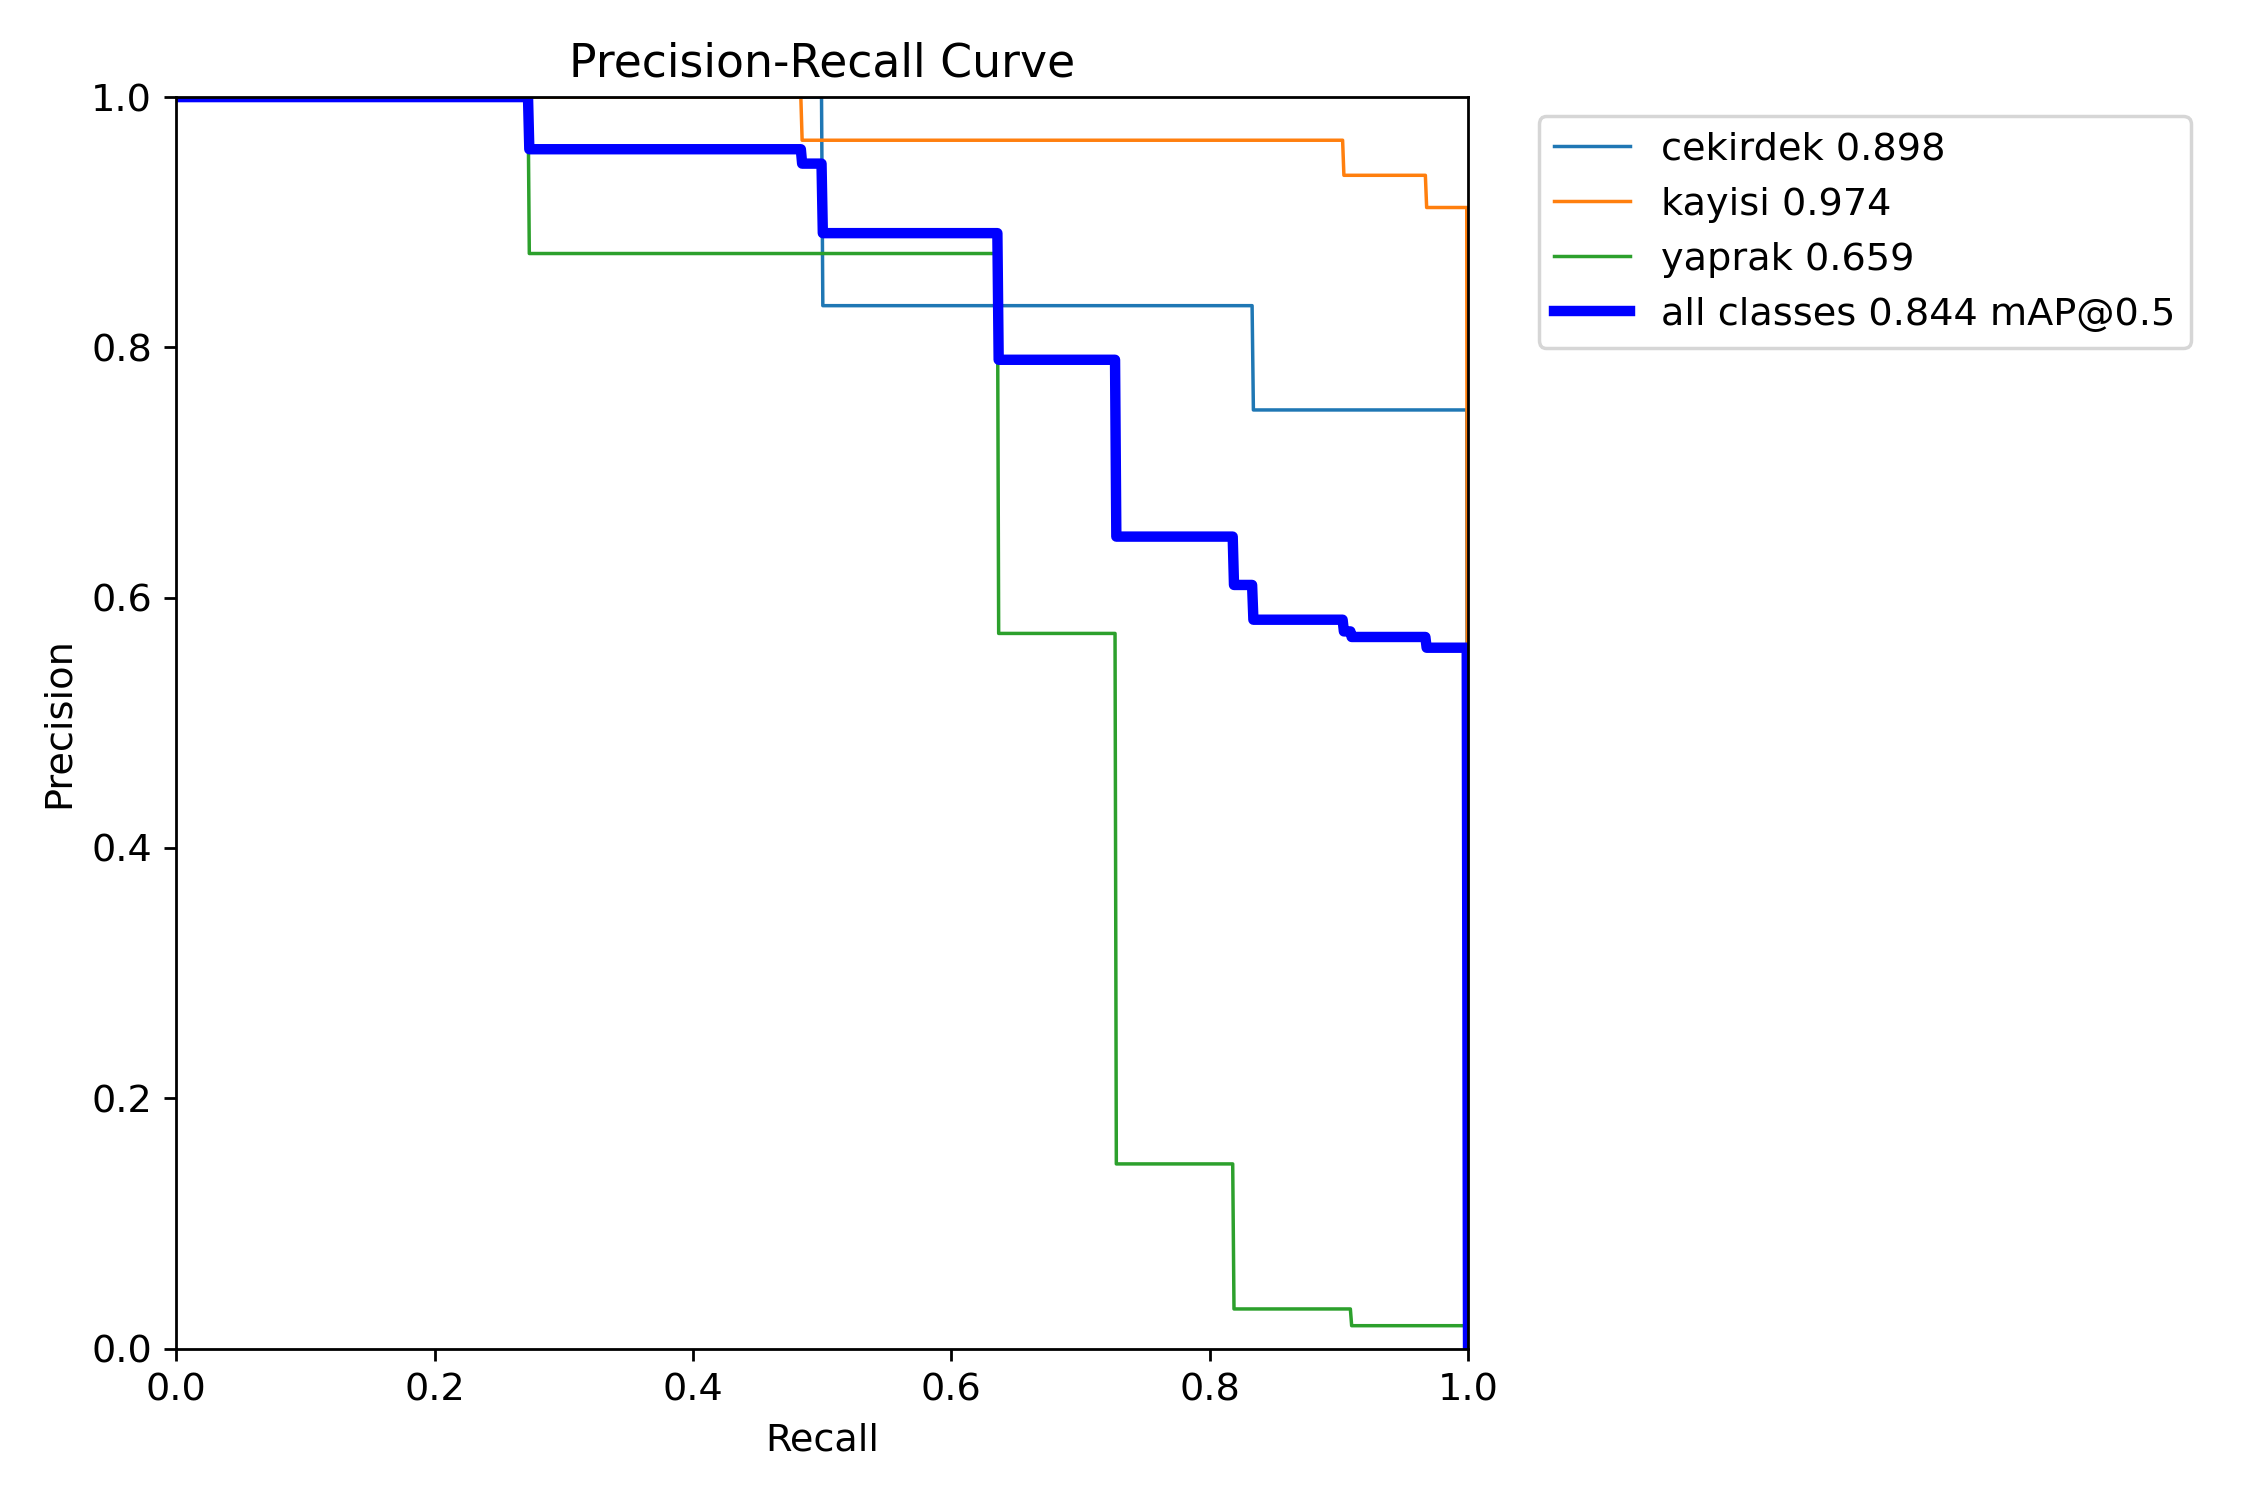 Precision-Recall Curve
1.0
0.8
0.6
0.4
0.2
0.0
Precision
0.0 0.2 0.4 0.6 0.8 1.0
Recall
cekirdek 0.898
kayisi 0.974
yaprak 0.659
all classes 0.844 mAP@0.5